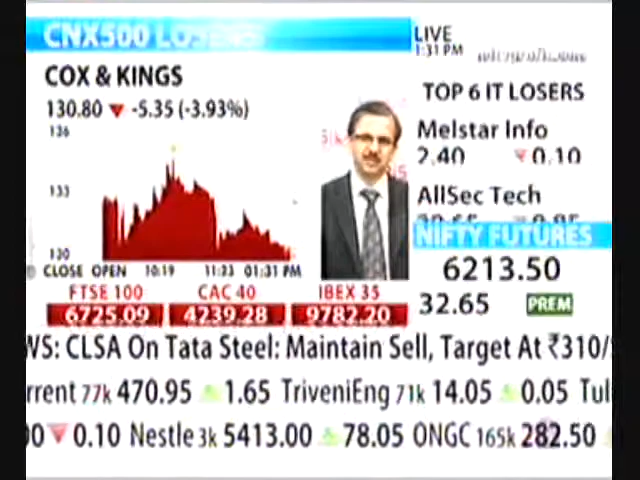 CNX500 LOSERS
LIVE
1:31 PM
COX & KINGS
130.80 ▼ -5.35 (-3.93%)
136
133
130
CLOSE OPEN 10:19 11:23 01:31 PM
TOP 6 IT LOSERS
Melstar Info
2.40 ▼0.10
AllSec Tech
NIFTY FUTURES
6213.50
32.65 PREM
FTSE 100 CAC 40 IBEX 35
6725.09 4239.28 9782.20
WS: CLSA On Tata Steel: Maintain Sell, Target At ₹310/
rrent 77k 470.95 ▲ 1.65 TriveniEng 71k 14.05 ▲ 0.05 Tul
00 ▼ 0.10 Nestle 3k 5413.00 ▲ 78.05 ONGC 165k 282.50